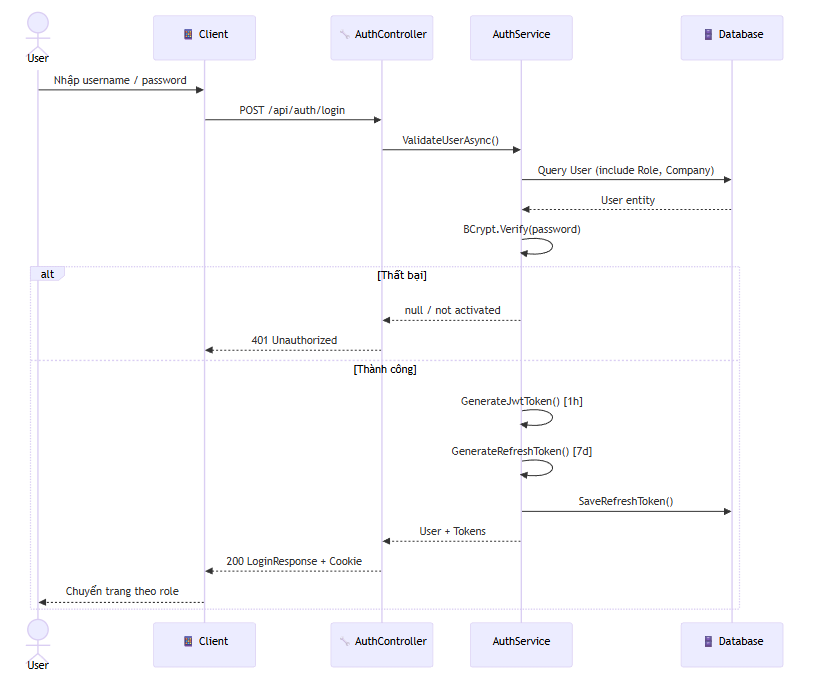 User
Client
AuthController
AuthService
Database
Nhập username / password
POST /api/auth/login
ValidateUserAsync()
Query User (include Role, Company)
User entity
BCrypt.Verify(password)
alt
[Thất bại]
null / not activated
401 Unauthorized
[Thành công]
GenerateJwtToken() [1h]
GenerateRefreshToken() [7d]
SaveRefreshToken()
User + Tokens
200 LoginResponse + Cookie
Chuyển trang theo role
User
Client
AuthController
AuthService
Database